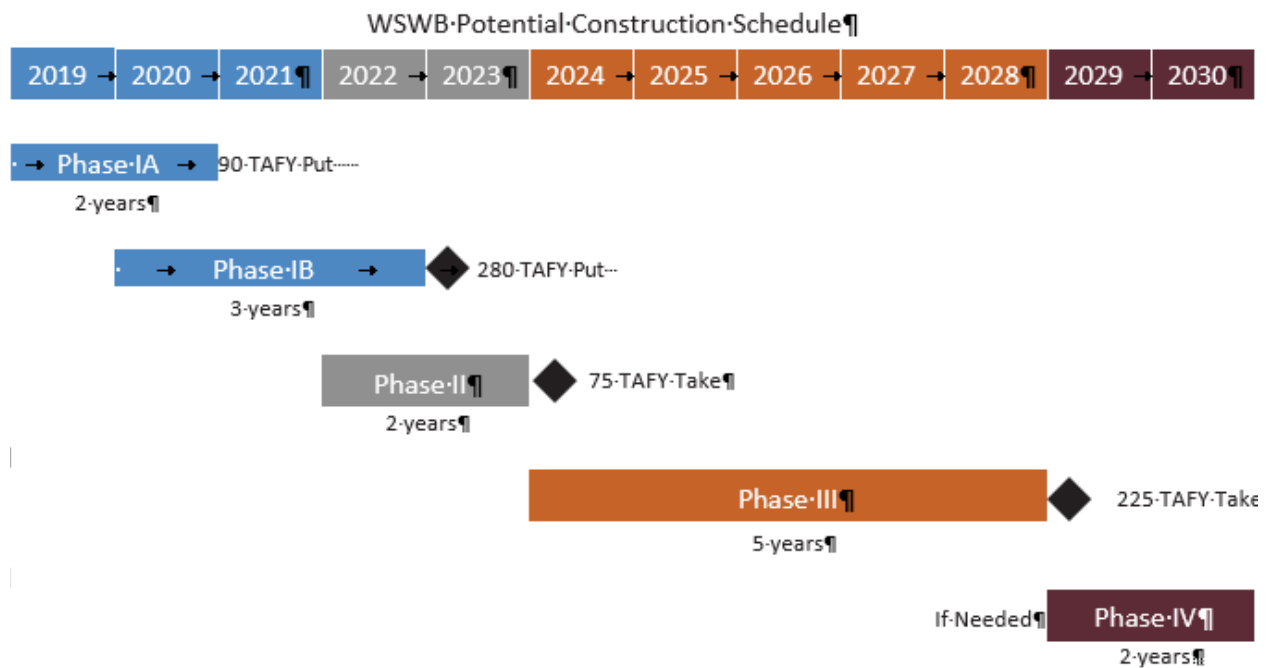 WSWB·Potential·Construction·Schedule¶
2019 → 2020 → 2021¶ 2022 → 2023¶ 2024 → 2025 → 2026 → 2027 → 2028¶ 2029 → 2030¶
· → Phase·IA → 90·TAFY·Put······
2·years¶
· → Phase·IB → → 280·TAFY·Put···
3·years¶
Phase·II¶ 75·TAFY·Take¶
2·years¶
Phase·III¶ 225·TAFY·Take
5·years¶
If·Needed¶ Phase·IV¶
2·years¶